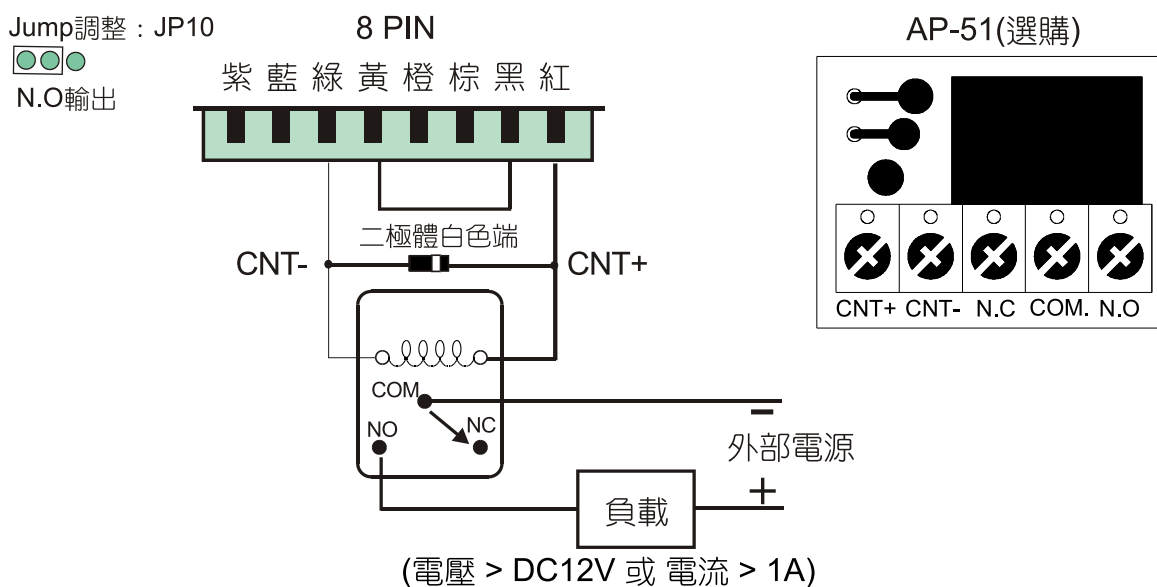 Jump調整：JP10
N.O輸出
8 PIN
紫 藍 綠 黃 橙 棕 黑 紅
二極體白色端
CNT-
CNT+
COM
NO
NC
外部電源
-
+
負載
(電壓 > DC12V 或 電流 > 1A)
AP-51(選購)
CNT+ CNT- N.C COM. N.O